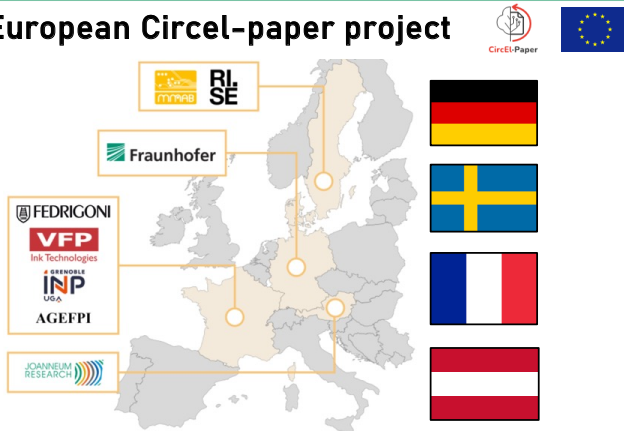 European Circel-paper project
CircEl-Paper
RI.
SE
Fraunhofer
FEDRIGONI
VFP
Ink Technologies
GRENOBLE
INP
UGA
AGEFPI
JOANNEUM
RESEARCH